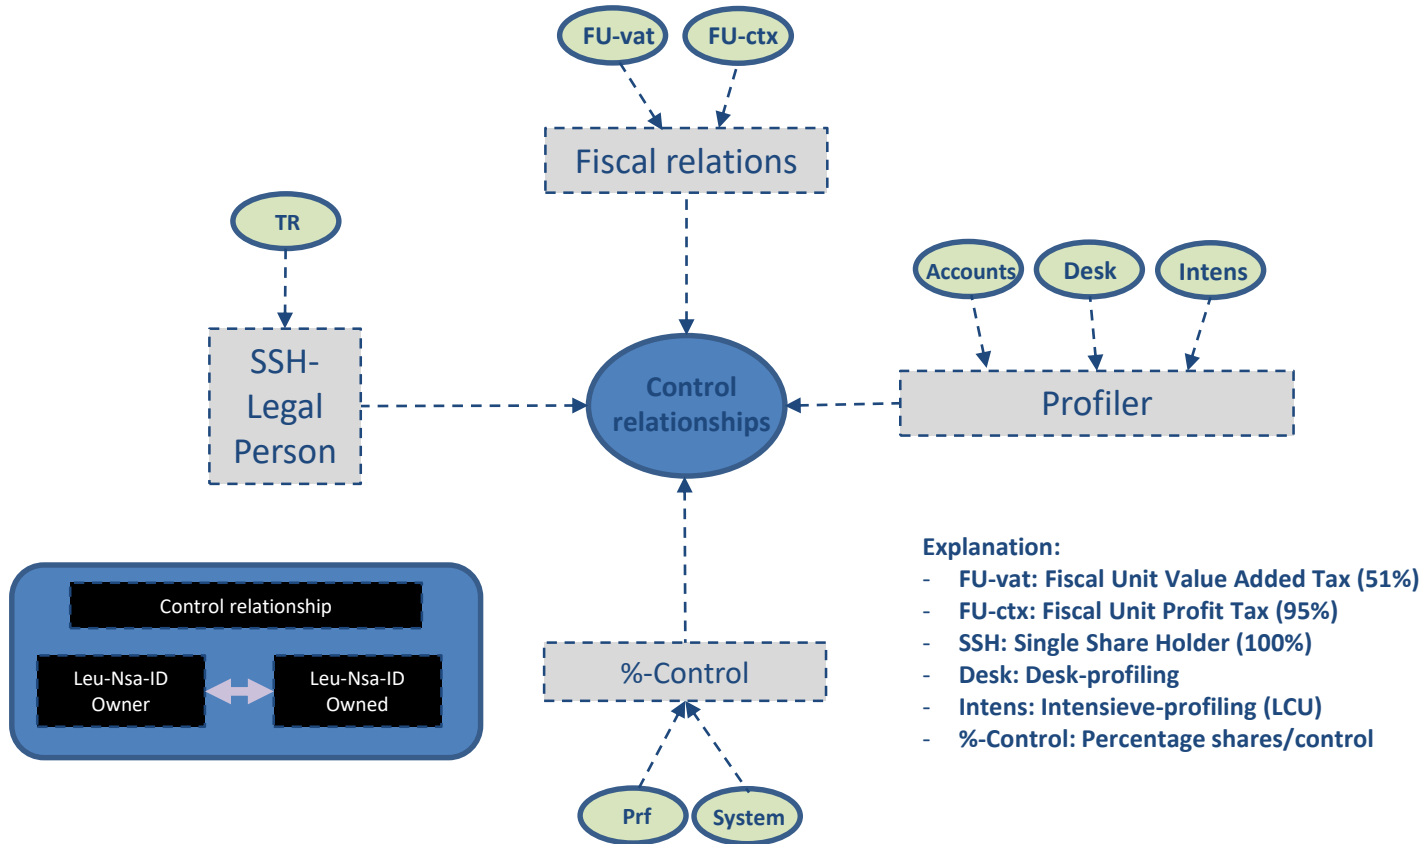 FU-vat
FU-ctx
Fiscal relations
TR
Accounts
Desk
Intens
SSH-
Legal
Person
Control
relationships
Profiler
Explanation:
- FU-vat: Fiscal Unit Value Added Tax (51%)
- FU-ctx: Fiscal Unit Profit Tax (95%)
- SSH: Single Share Holder (100%)
- Desk: Desk-profiling
- Intens: Intensieve-profiling (LCU)
- %-Control: Percentage shares/control
Control relationship
Leu-Nsa-ID
Owner
Leu-Nsa-ID
Owned
%-Control
Prf
System